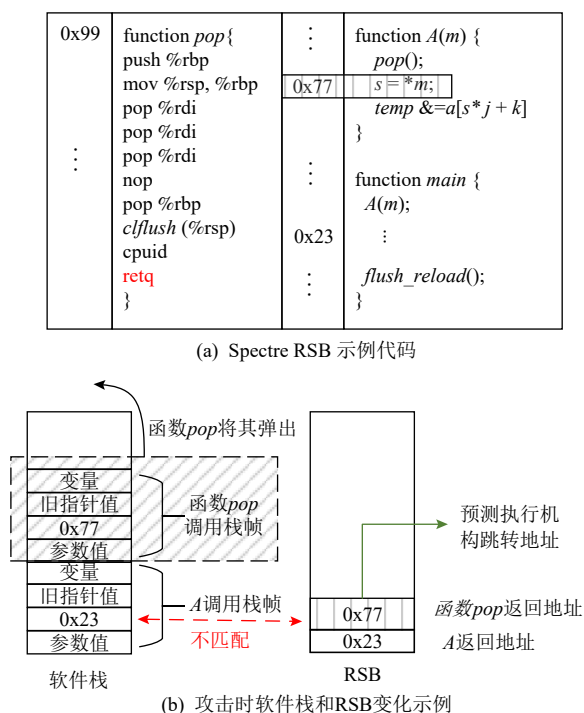 0x99
function pop{
push %rbp
mov %rsp, %rbp
pop %rdi
pop %rdi
pop %rdi
nop
pop %rbp
clflush (%rsp)
cpuid
retq
}
0x77
0x23
function A(m) {
pop();
s = *m;
temp &=a[s* j + k]
}
function main {
A(m);
flush_reload();
}
(a) Spectre RSB 示例代码
函数pop将其弹出
变量
旧指针值
0x77
参数值
函数pop
调用栈帧
变量
旧指针值
0x23
参数值
A调用栈帧
不匹配
软件栈
预测执行机
构跳转地址
0x77
函数pop返回地址
0x23
A返回地址
RSB
(b) 攻击时软件栈和RSB变化示例